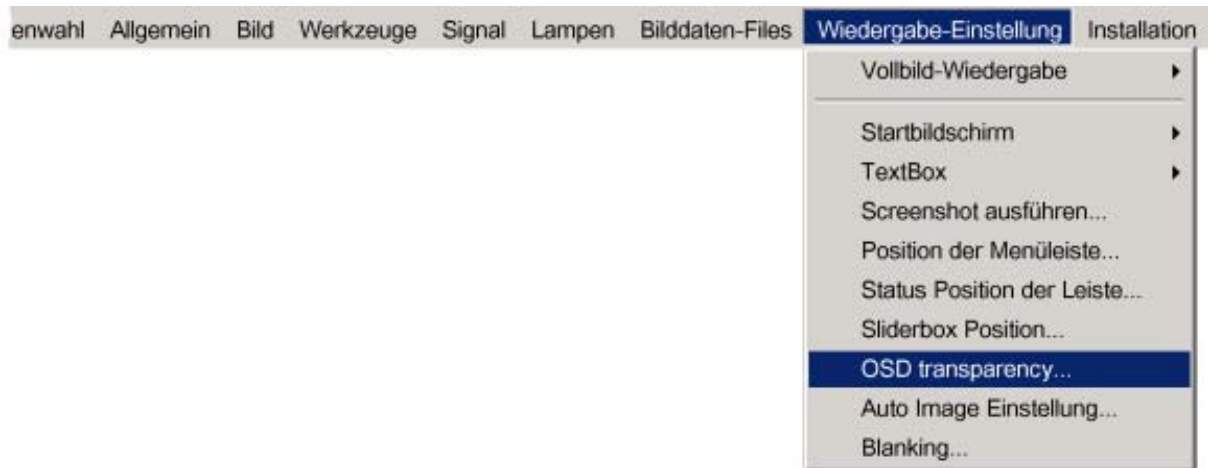 enwahl Allgemein Bild Werkzeuge Signal Lampen Bilddaten-Files Wiedergabe-Einstellung Installation
Vollbild-Wiedergabe
Startbildschirm
TextBox
Screenshot ausführen...
Position der Menüleiste...
Status Position der Leiste...
Sliderbox Position...
OSD transparency...
Auto Image Einstellung...
Blanking...